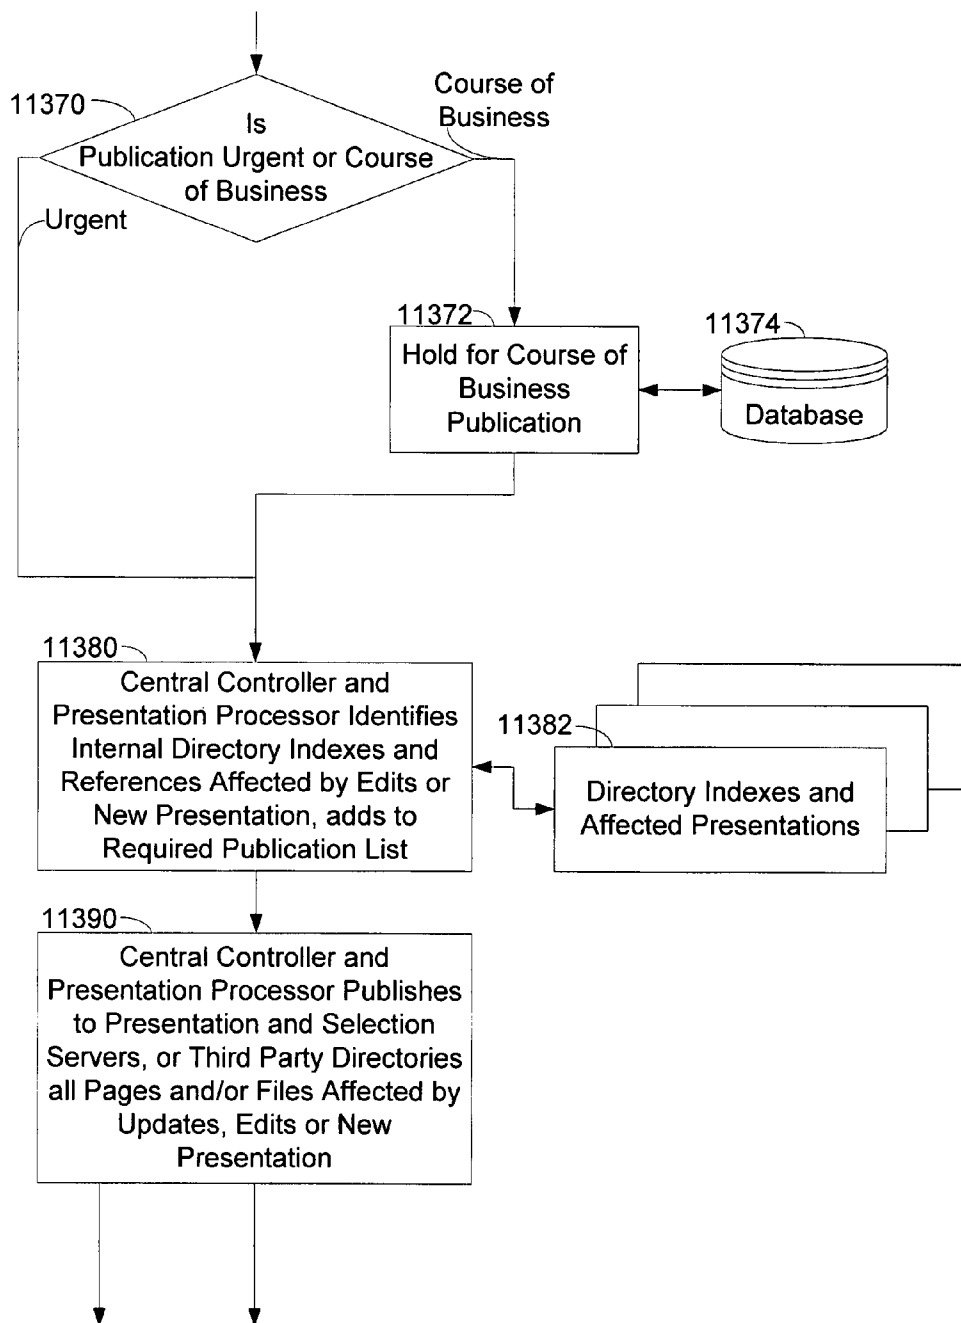 Course of
Business
11370
Is
Publication Urgent or Course
of Business
Urgent
11372
Hold for Course of
Business
Publication
11374
Database
11380
Central Controller and
Presentation Processor Identifies
Internal Directory Indexes and
References Affected by Edits or
New Presentation, adds to
Required Publication List
11382
Directory Indexes and
Affected Presentations
11390
Central Controller and
Presentation Processor Publishes
to Presentation and Selection
Servers, or Third Party Directories
all Pages and/or Files Affected by
Updates, Edits or New
Presentation